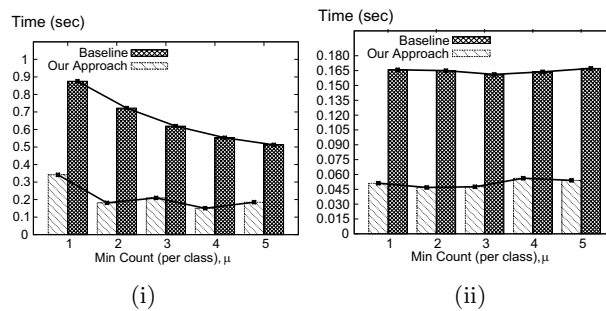 Time (sec)
Baseline
Our Approach
1
0.9
0.8
0.7
0.6
0.5
0.4
0.3
0.2
0.1
0
1 2 3 4 5
Min Count (per class), μ
(i)
Time (sec)
Baseline
Our Approach
0.180
0.165
0.150
0.135
0.120
0.105
0.090
0.075
0.060
0.045
0.030
0.015
0.000
1 2 3 4 5
Min Count (per class), μ
(ii)